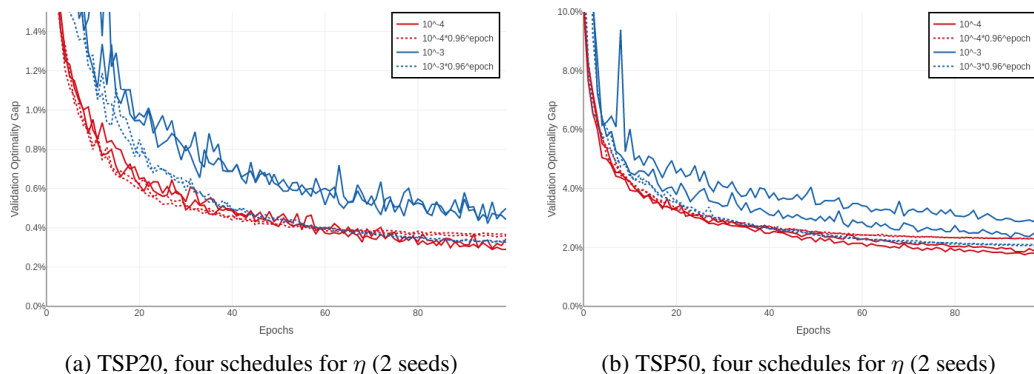 1.4%
1.2%
1.0%
0.8%
0.6%
0.4%
0.2%
0.0%
Validation Optimality Gap
0
20
40
60
80
Epochs
10^-4
10^-4*0.96^epoch
10^-3
10^-3*0.96^epoch
(a) TSP20, four schedules for η (2 seeds)
10.0%
8.0%
6.0%
4.0%
2.0%
0.0%
Validation Optimality Gap
0
20
40
60
80
Epochs
10^-4
10^-4*0.96^epoch
10^-3
10^-3*0.96^epoch
(b) TSP50, four schedules for η (2 seeds)